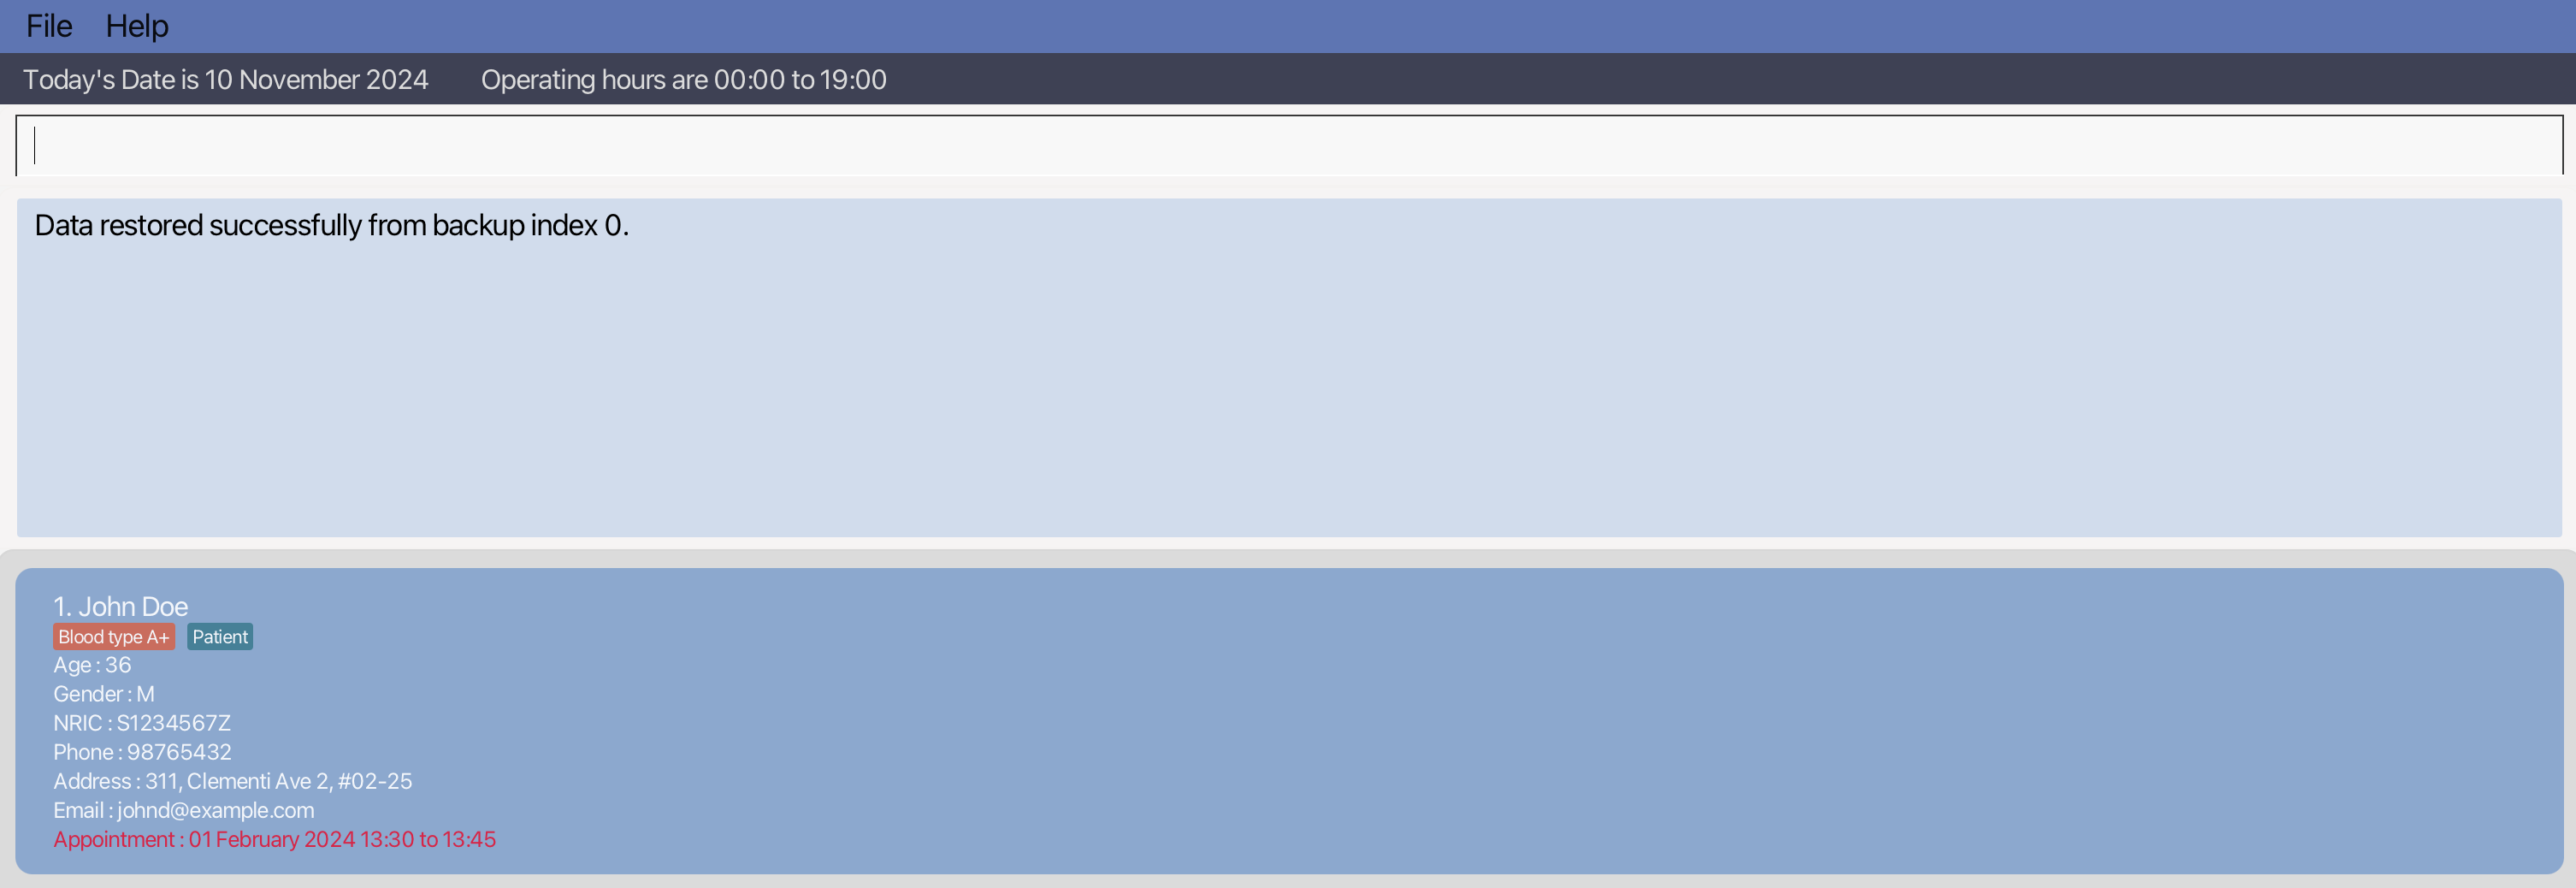 File Help
Today's Date is 10 November 2024 Operating hours are 00:00 to 19:00
Data restored successfully from backup index 0.
1. John Doe
Blood type A+ Patient
Age : 36
Gender : M
NRIC : S1234567Z
Phone : 98765432
Address : 311, Clementi Ave 2, #02-25
Email : johnd@example.com
Appointment : 01 February 2024 13:30 to 13:45